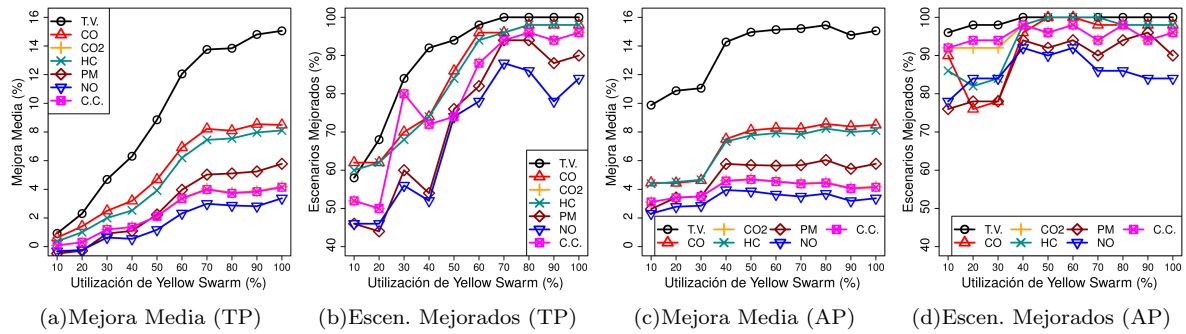 Mejora Media (%)
16
14
12
10
8
6
4
2
0
T.V.
CO
CO2
HC
PM
NO
C.C.
10 20 30 40 50 60 70 80 90 100
Utilización de Yellow Swarm (%)
(a)Mejora Media (TP)
Escenarios Mejorados (%)
100
90
80
70
60
50
40
T.V.
CO
CO2
HC
PM
NO
C.C.
10 20 30 40 50 60 70 80 90 100
Utilización de Yellow Swarm (%)
(b)Escen. Mejorados (TP)
Mejora Media (%)
16
14
12
10
8
6
4
2
0
T.V. CO2 PM C.C.
CO HC NO
10 20 30 40 50 60 70 80 90 100
Utilización de Yellow Swarm (%)
(c)Mejora Media (AP)
Escenarios Mejorados (%)
100
90
80
70
60
50
40
T.V. CO2 PM C.C.
CO HC NO
10 20 30 40 50 60 70 80 90 100
Utilización de Yellow Swarm (%)
(d)Escen. Mejorados (AP)